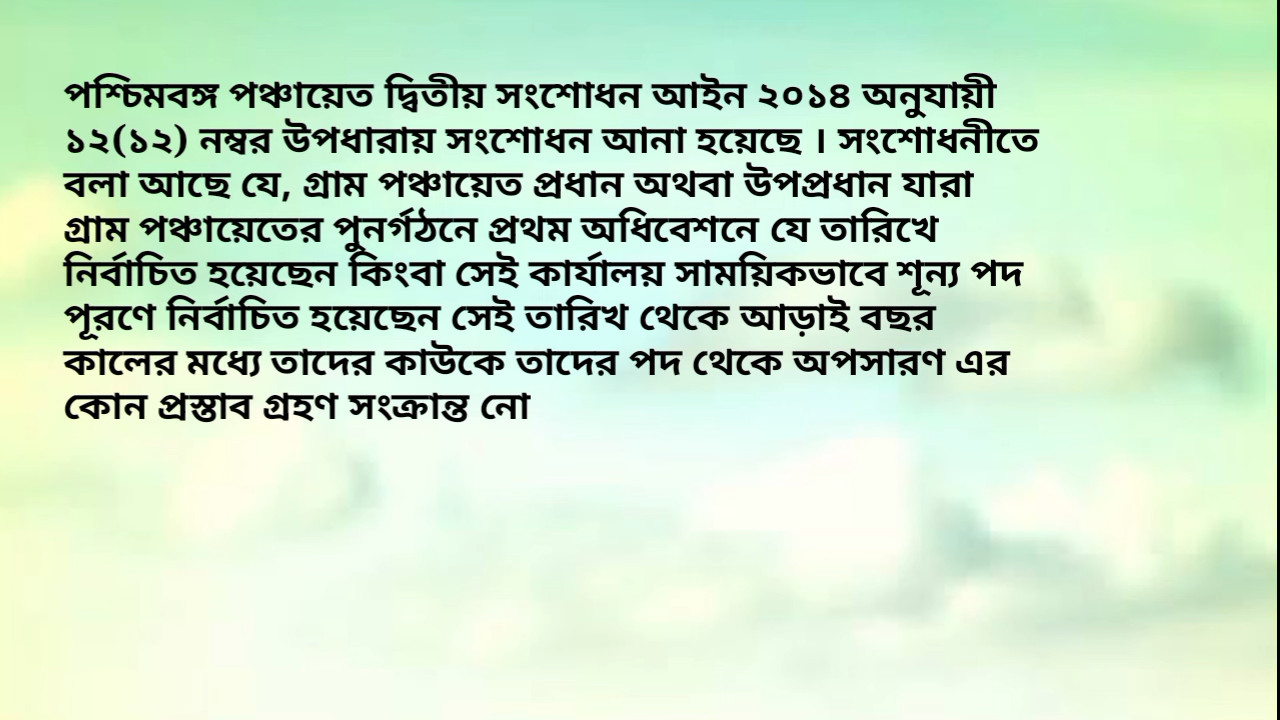 পশ্চিমবঙ্গ পঞ্চায়েত দ্বিতীয় সংশোধন আইন ২০১৪ অনুযায়ী
১২(১২) নম্বর উপধারায় সংশোধন আনা হয়েছে । সংশোধনীতে
বলা আছে যে, গ্রাম পঞ্চায়েত প্রধান অথবা উপপ্রধান যারা
গ্রাম পঞ্চায়েতের পুনর্গঠনে প্রথম অধিবেশনে যে তারিখে
নির্বাচিত হয়েছেন কিংবা সেই কার্যালয় সাময়িকভাবে শূন্য পদ
পূরণে নির্বাচিত হয়েছেন সেই তারিখ থেকে আড়াই বছর
কালের মধ্যে তাদের কাউকে তাদের পদ থেকে অপসারণ এর
কোন প্রস্তাব গ্রহণ সংক্রান্ত নো